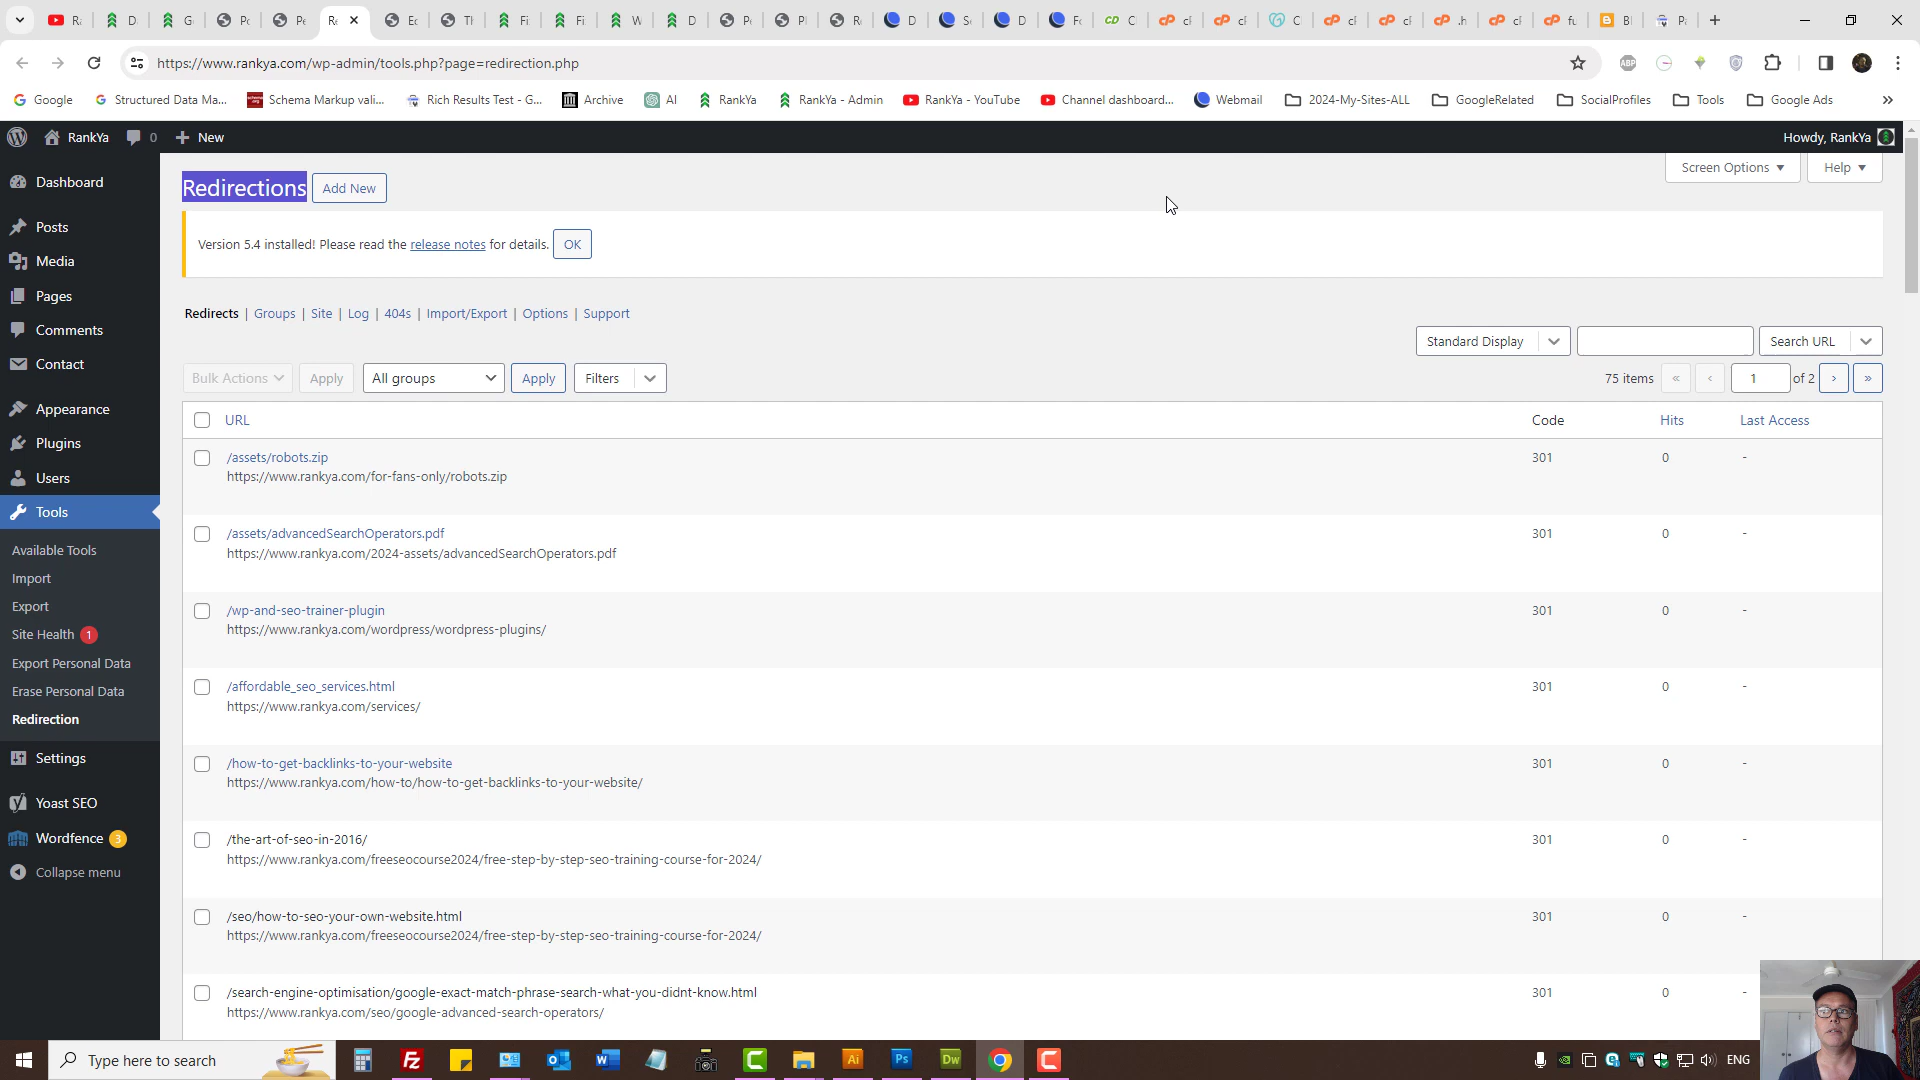 https://www.rankya.com/wp-admin/tools.php?page=redirection.php
ABP
Google
Structured Data Ma...
Schema Markup vali...
Rich Results Test - G...
Archive
AI
RankYa
RankYa - Admin
RankYa - YouTube
Channel dashboard...
Webmail
2024-My-Sites-ALL
GoogleRelated
SocialProfiles
Tools
Google Ads
RankYa
0
New
Howdy, RankYa
Dashboard
Posts
Media
Pages
Comments
Contact
Appearance
Plugins
Users
Tools
Available Tools
Import
Export
Site Health 1
Export Personal Data
Erase Personal Data
Redirection
Settings
Yoast SEO
Wordfence 3
Collapse menu
Screen Options
Help
Redirections
Add New
Version 5.4 installed! Please read the release notes for details. OK
Redirects | Groups | Site | Log | 404s | Import/Export | Options | Support
Standard Display
Search URL
Bulk Actions
Apply
All groups
Apply
Filters
75 items « ‹ 1 of 2 › »
URL Code Hits Last Access
/assets/robots.zip 301 0 -
https://www.rankya.com/for-fans-only/robots.zip
/assets/advancedSearchOperators.pdf 301 0 -
https://www.rankya.com/2024-assets/advancedSearchOperators.pdf
/wp-and-seo-trainer-plugin 301 0 -
https://www.rankya.com/wordpress/wordpress-plugins/
/affordable_seo_services.html 301 0 -
https://www.rankya.com/services/
/how-to-get-backlinks-to-your-website 301 0 -
https://www.rankya.com/how-to/how-to-get-backlinks-to-your-website/
/the-art-of-seo-in-2016/ 301 0 -
https://www.rankya.com/freeseocourse2024/free-step-by-step-seo-training-course-for-2024/
/seo/how-to-seo-your-own-website.html 301 0 -
https://www.rankya.com/freeseocourse2024/free-step-by-step-seo-training-course-for-2024/
/search-engine-optimisation/google-exact-match-phrase-search-what-you-didnt-know.html 301 0 -
https://www.rankya.com/seo/google-advanced-search-operators/
Type here to search
Fz
Ai
Ps
Dw
ENG